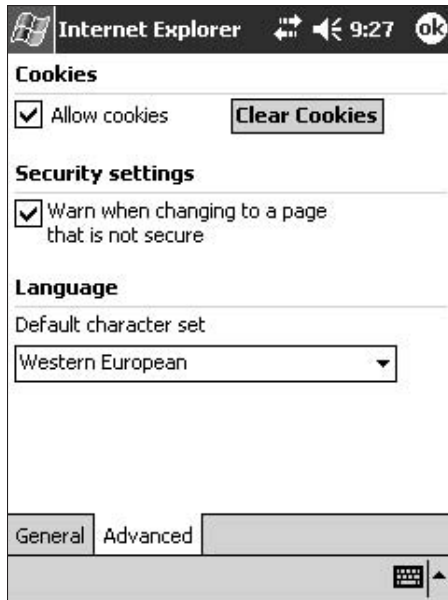 Internet Explorer 9:27 ok
Cookies
Allow cookies Clear Cookies
Security settings
Warn when changing to a page
that is not secure
Language
Default character set
Western European
General Advanced